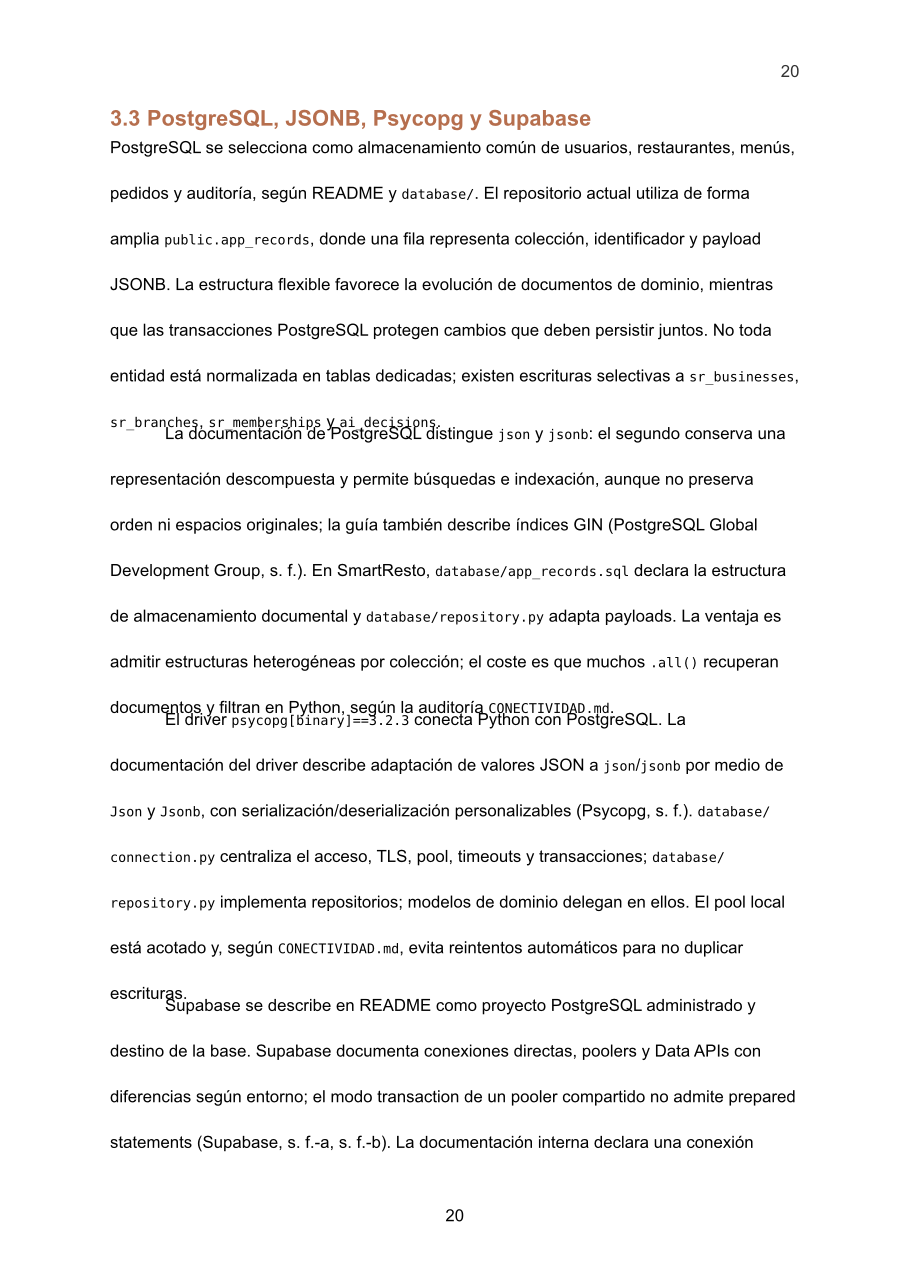 20
3.3 PostgreSQL, JSONB, Psycopg y Supabase
PostgreSQL se selecciona como almacenamiento común de usuarios, restaurantes, menús,
pedidos y auditoría, según README y database/. El repositorio actual utiliza de forma
amplia public.app_records, donde una fila representa colección, identificador y payload
JSONB. La estructura flexible favorece la evolución de documentos de dominio, mientras
que las transacciones PostgreSQL protegen cambios que deben persistir juntos. No toda
entidad está normalizada en tablas dedicadas; existen escrituras selectivas a sr_businesses,
sr_branches, sr_memberships y ai_decisions.
La documentación de PostgreSQL distingue json y jsonb: el segundo conserva una
representación descompuesta y permite búsquedas e indexación, aunque no preserva
orden ni espacios originales; la guía también describe índices GIN (PostgreSQL Global
Development Group, s. f.). En SmartResto, database/app_records.sql declara la estructura
de almacenamiento documental y database/repository.py adapta payloads. La ventaja es
admitir estructuras heterogéneas por colección; el coste es que muchos .all() recuperan
documentos y filtran en Python, según la auditoría CONECTIVIDAD.md.
El driver psycopg[binary]==3.2.3 conecta Python con PostgreSQL. La
documentación del driver describe adaptación de valores JSON a json/jsonb por medio de
Json y Jsonb, con serialización/deserialización personalizables (Psycopg, s. f.). database/
connection.py centraliza el acceso, TLS, pool, timeouts y transacciones; database/
repository.py implementa repositorios; modelos de dominio delegan en ellos. El pool local
está acotado y, según CONECTIVIDAD.md, evita reintentos automáticos para no duplicar
escrituras.
Supabase se describe en README como proyecto PostgreSQL administrado y
destino de la base. Supabase documenta conexiones directas, poolers y Data APIs con
diferencias según entorno; el modo transaction de un pooler compartido no admite prepared
statements (Supabase, s. f.-a, s. f.-b). La documentación interna declara una conexión
20